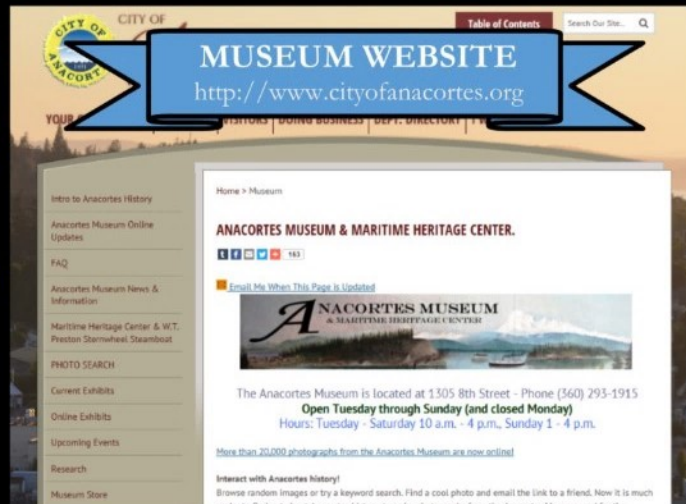 CITY OF
CITY OF
ANACORT
Table of Contents
Search Our Site...
MUSEUM WEBSITE
http://www.cityofanacortes.org
YOUR
VISITORS
DOING BUSINESS
DEPT. DIRECTORY
Home > Museum
Intro to Anacortes History
Anacortes Museum Online
Updates
FAQ
Anacortes Museum News &
Information
Maritime Heritage Center & W.T.
Preston Sternwheel Steamboat
PHOTO SEARCH
Current Exhibits
Online Exhibits
Upcoming Events
Research
Museum Store
ANACORTES MUSEUM & MARITIME HERITAGE CENTER.
163
Email Me When This Page is Updated
ANACORTES MUSEUM
& MARITIME HERITAGE CENTER
The Anacortes Museum is located at 1305 8th Street - Phone (360) 293-1915
Open Tuesday through Sunday (and closed Monday)
Hours: Tuesday - Saturday 10 a.m. - 4 p.m., Sunday 1 - 4 p.m.
More than 20,000 photographs from the Anacortes Museum are now online!
Interact with Anacortes history!
Browse random images or try a keyword search. Find a cool photo and email the link to a friend. Now it is much